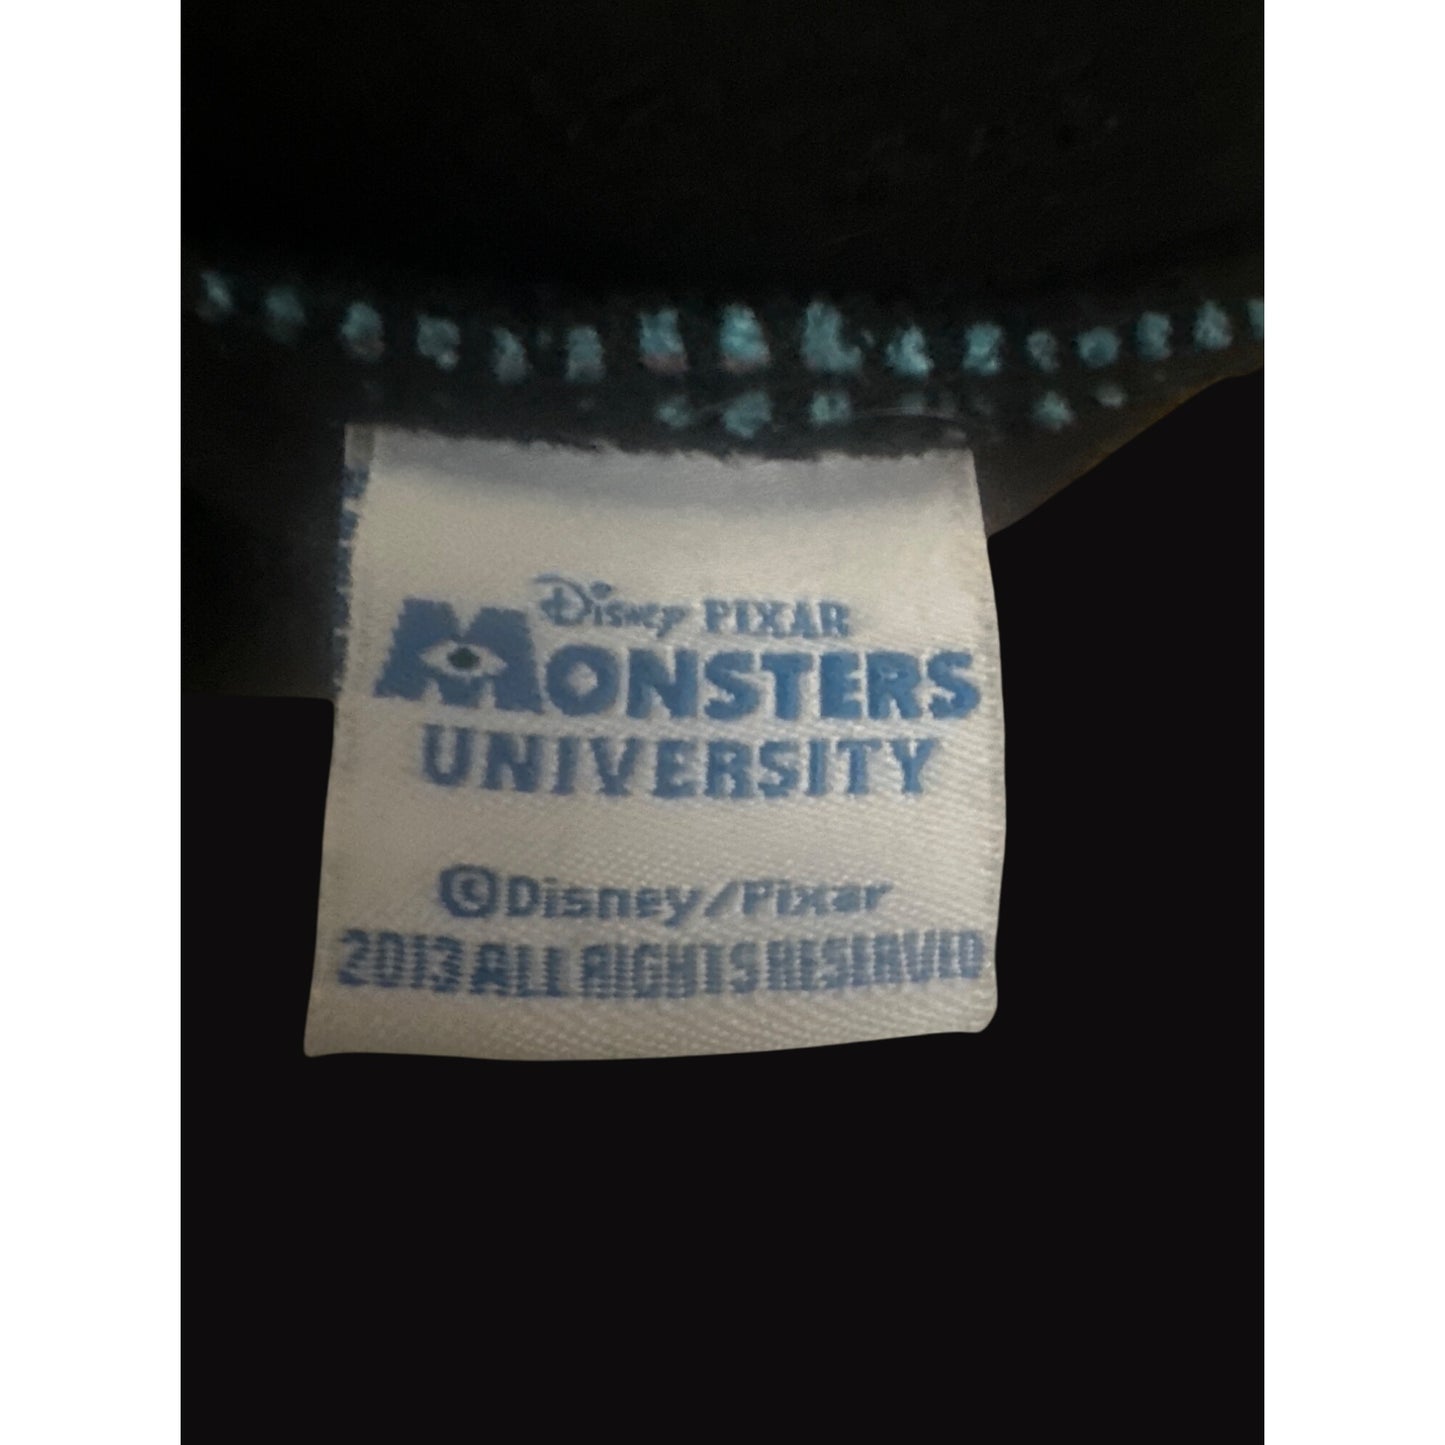 Disney PIXAR
MONSTERS
UNIVERSITY
©Disney/Pixar
2013 ALL RIGHTS RESERVED